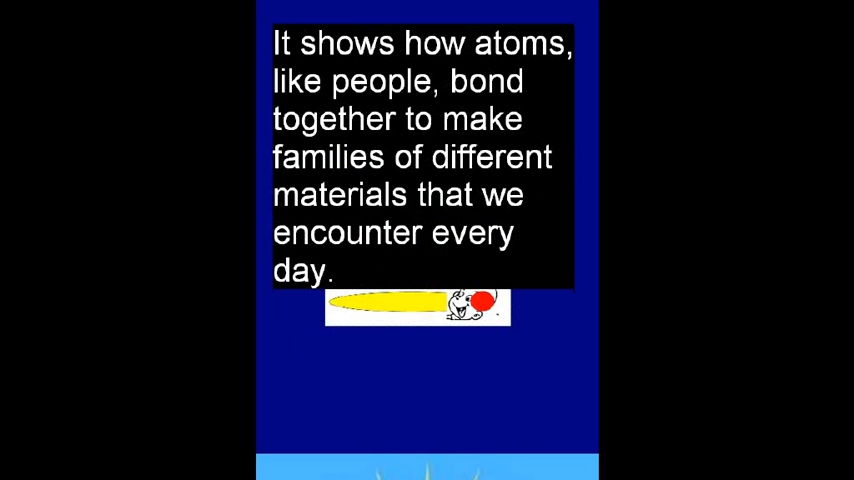 It shows how atoms,
like people, bond
together to make
families of different
materials that we
encounter every
day.